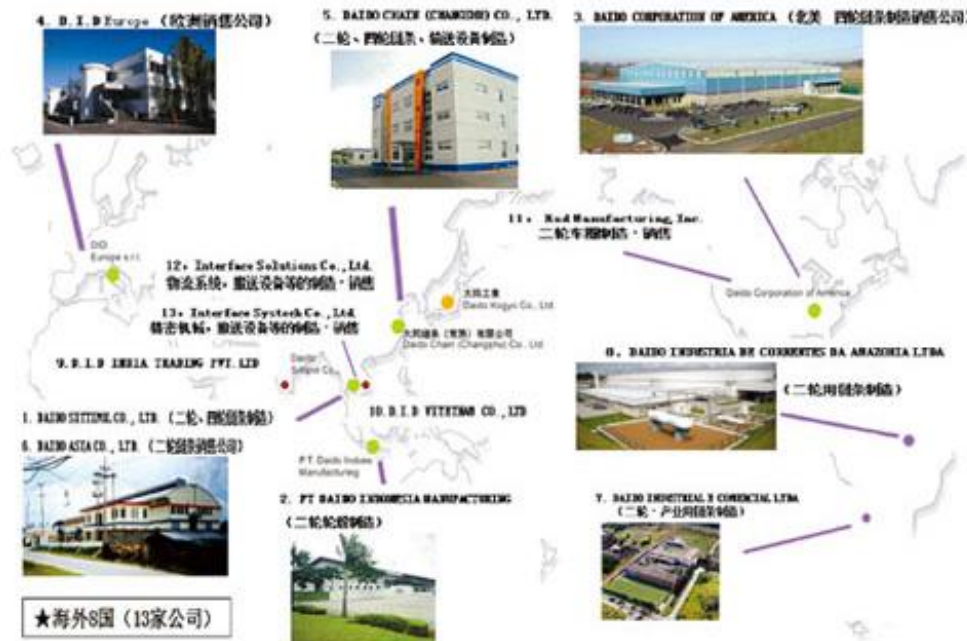 4. D.I.D Europe (欧洲销售公司)
5. DAIDO CHAIN (CHANGSHU) CO., LTD.
(二轮、四轮链条、输送设备制造)
3. DAIDO CORPORATION OF AMERICA (北美 四轮链条制造销售公司)
DID
Europe s.r.l.
11、 Rad Manufacturing, Inc.
二轮车圈制造・销售
12、Interface Solutions Co., Ltd.
物流系统，搬送设备等的制造・销售
13、Interface Systech Co., Ltd.
精密机械，搬送设备等的制造・销售
大同工業
Daido Kogyo Co., Ltd.
大同链条（常熟）有限公司
Daido Chain (Changshu) Co., Ltd
Daido Corporation of America
9.D.I.D INDIA TRADING PVT.LTD
Daido
Sittipol Co.,
8. DAIDO INDUSTRIA DE CORRENTES DA AMAZONIA LTDA
(二轮用链条制造)
1. DAIDO SITTIPOL CO., LTD. (二轮、四轮链条制造)
10.D.I.D VIETNAM CO., LTD
6. DAIDO ASIA CO., LTD. (二轮链条销售公司)
P.T. Daido Indonesia
Manufacturing
2. PT DAIDO INDONESIA MANUFACTURING
(二轮轮辋制造)
7. DAIDO INDUSTRIAL E COMERCIAL LTDA
(二轮・产业用链条制造)
★海外8国（13家公司）